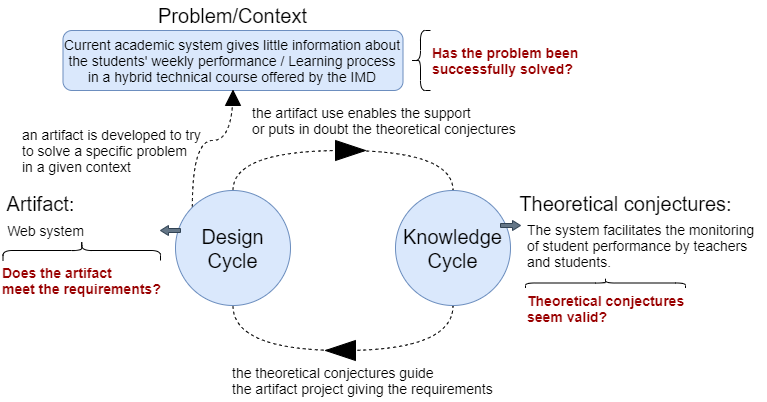 Problem/Context
Current academic system gives little information about
the students' weekly performance / Learning process
in a hybrid technical course offered by the IMD
Has the problem been
successfully solved?
the artifact use enables the support
or puts in doubt the theoretical conjectures
an artifact is developed to try
to solve a specific problem
in a given context
Artifact:
Web system
Does the artifact
meet the requirements?
Design
Cycle
Knowledge
Cycle
Theoretical conjectures:
The system facilitates the monitoring
of student performance by teachers
and students.
Theoretical conjectures
seem valid?
the theoretical conjectures guide
the artifact project giving the requirements